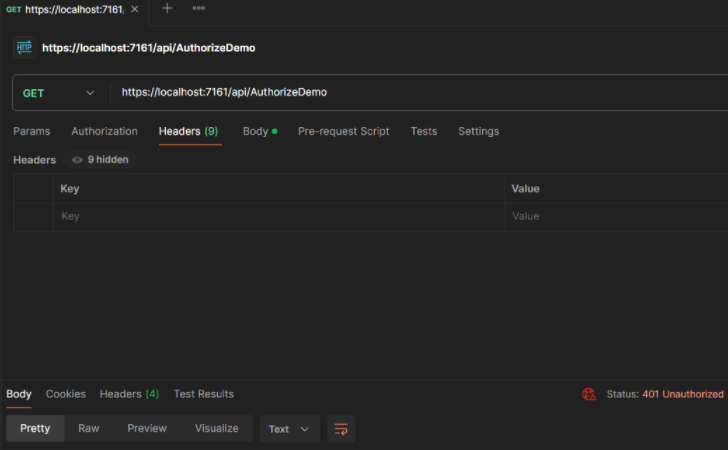 GET https://localhost:7161/
HTTP https://localhost:7161/api/AuthorizeDemo
GET https://localhost:7161/api/AuthorizeDemo
Params Authorization Headers (9) Body Pre-request Script Tests Settings
Headers 9 hidden
Key Value
Key Value
Body Cookies Headers (4) Test Results Status: 401 Unauthorized
Pretty Raw Preview Visualize Text